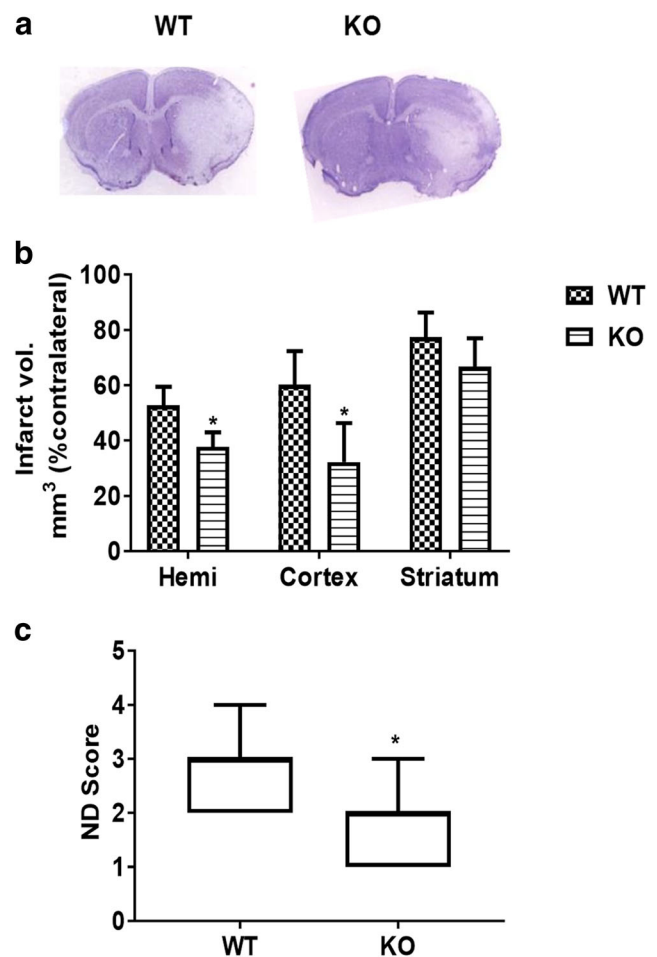 a
WT KO
b
Infarct vol.
mm³ (%contralateral)
100
80
60
40
20
0
* *
Hemi Cortex Striatum
WT
KO
c
ND Score
5
4
3
2
1
0
*
WT KO